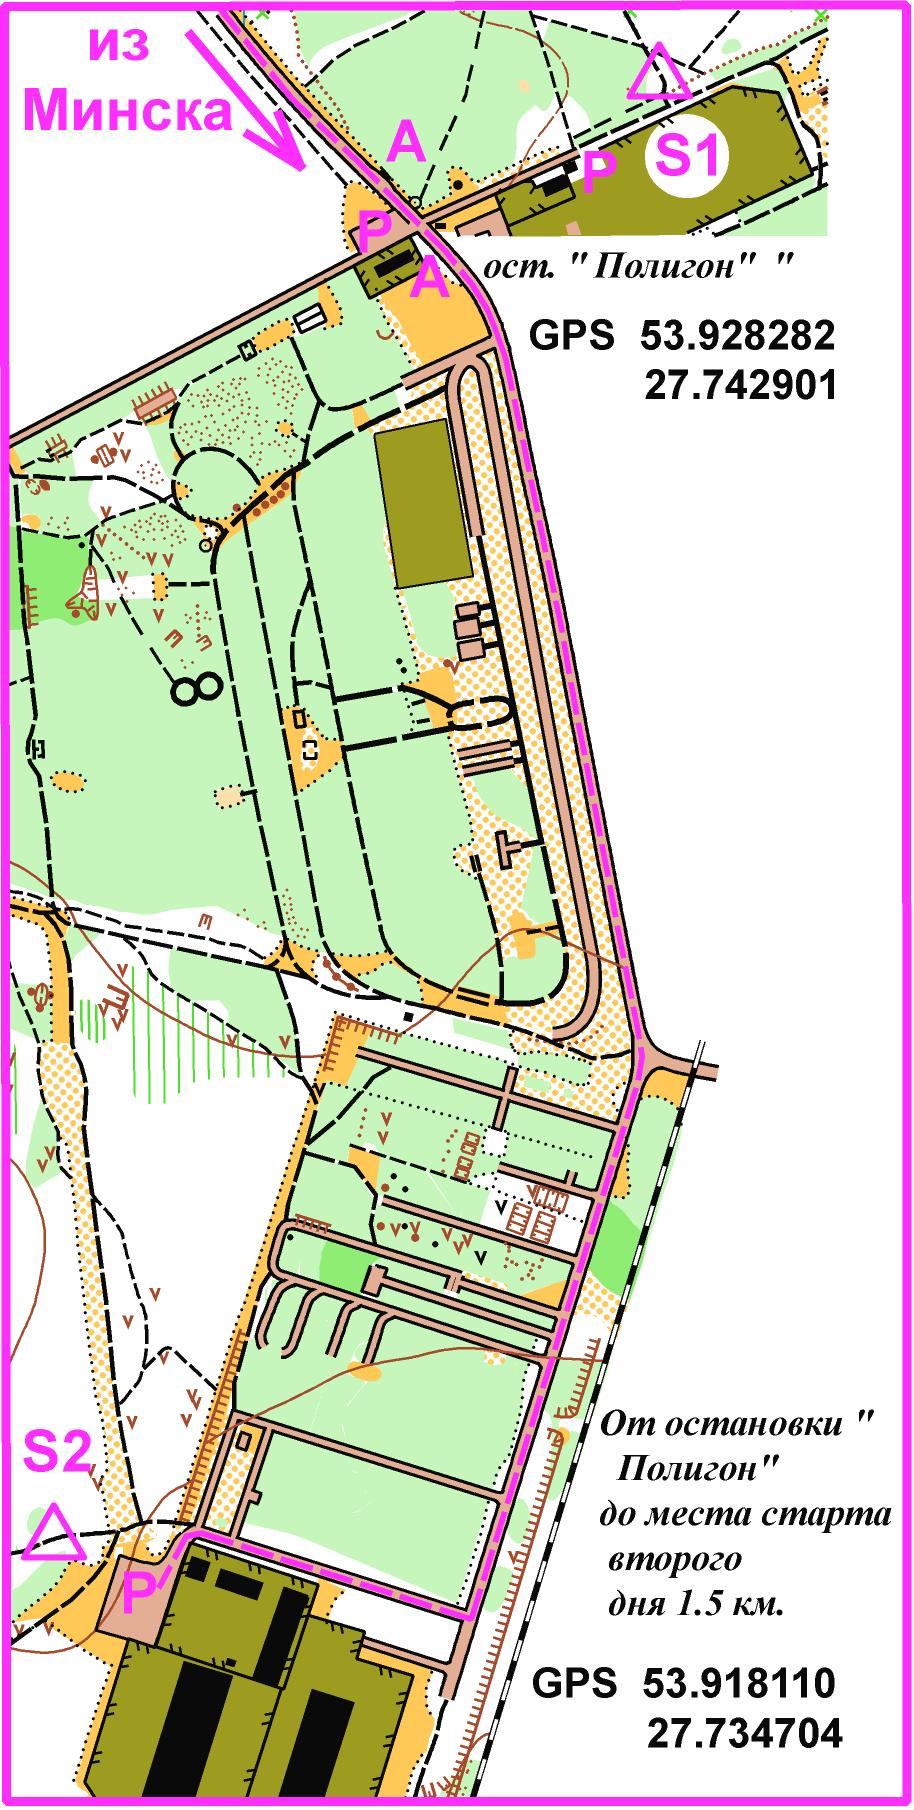 из
Минска
А
S1
Р
Р
А
ост. " Полигон" "
GPS 53.928282
27.742901
От остановки "
Полигон"
до места старта
второго
дня 1.5 км.
S2
Р
GPS 53.918110
27.734704